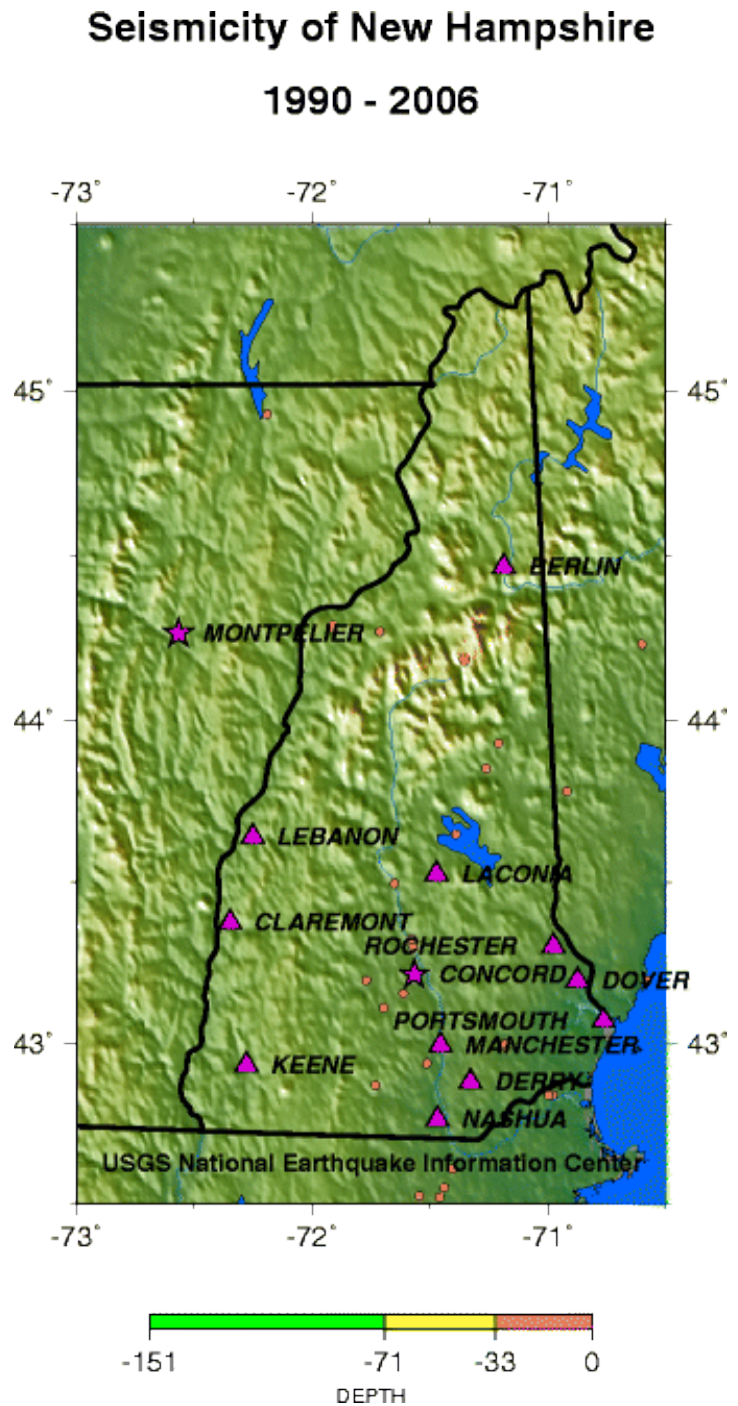 Seismicity of New Hampshire
1990 - 2006
-73˚ -72˚ -71˚
45˚ 45˚
BERLIN
MONTPELIER
44˚ 44˚
LEBANON
LACONIA
CLAREMONT
ROCHESTER
CONCORD
DOVER
PORTSMOUTH
43˚ MANCHESTER 43˚
KEENE
DERRY
NASHUA
USGS National Earthquake Information Center
-73˚ -72˚ -71˚
-151 -71 -33 0
DEPTH